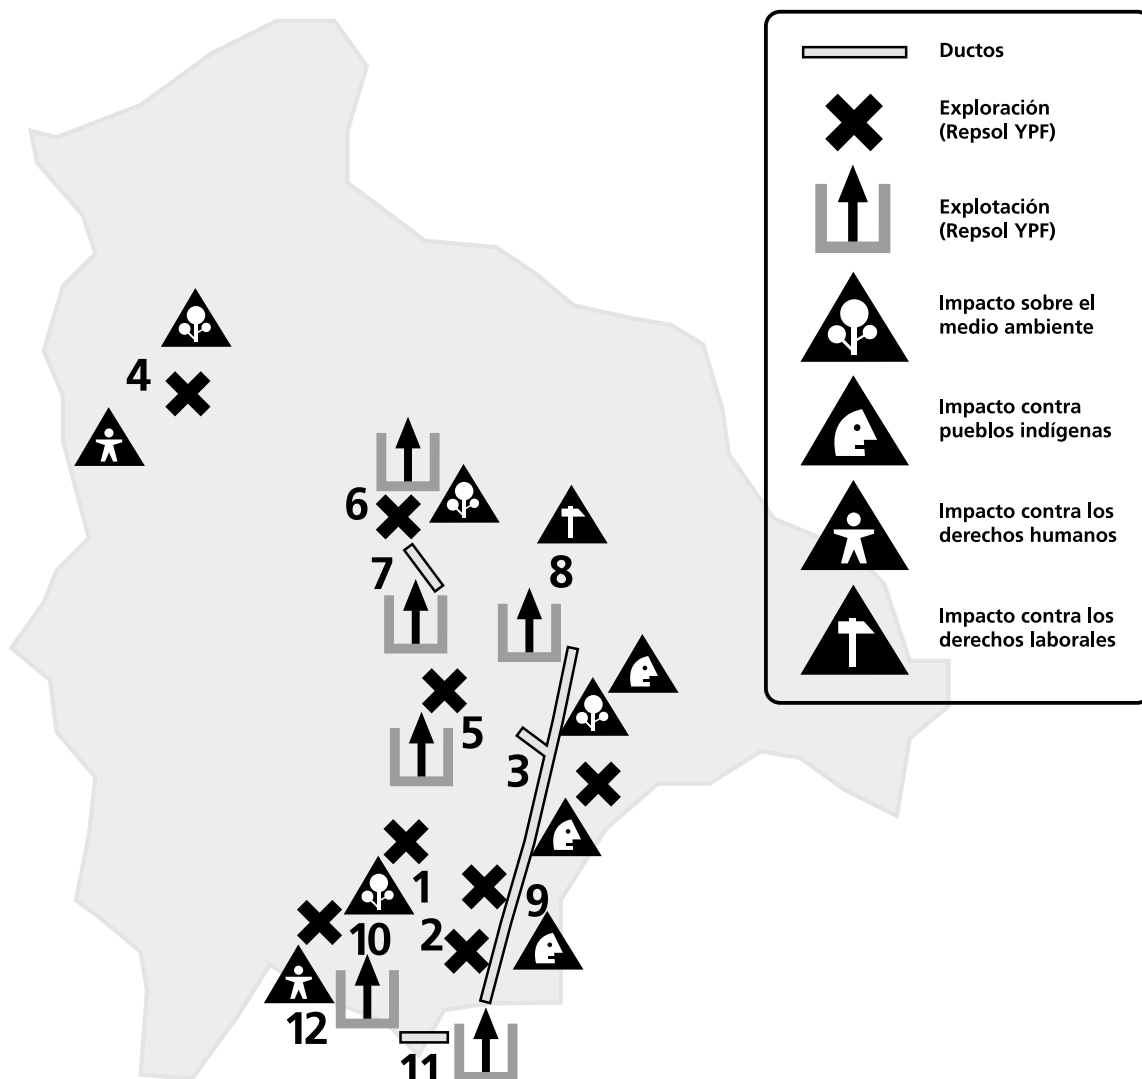 Ductos
Exploración
(Repsol YPF)
Explotación
(Repsol YPF)
Impacto sobre el
medio ambiente
Impacto contra
pueblos indígenas
Impacto contra los
derechos humanos
Impacto contra los
derechos laborales
4
6
7
8
5
3
1
9
2
10
12
11